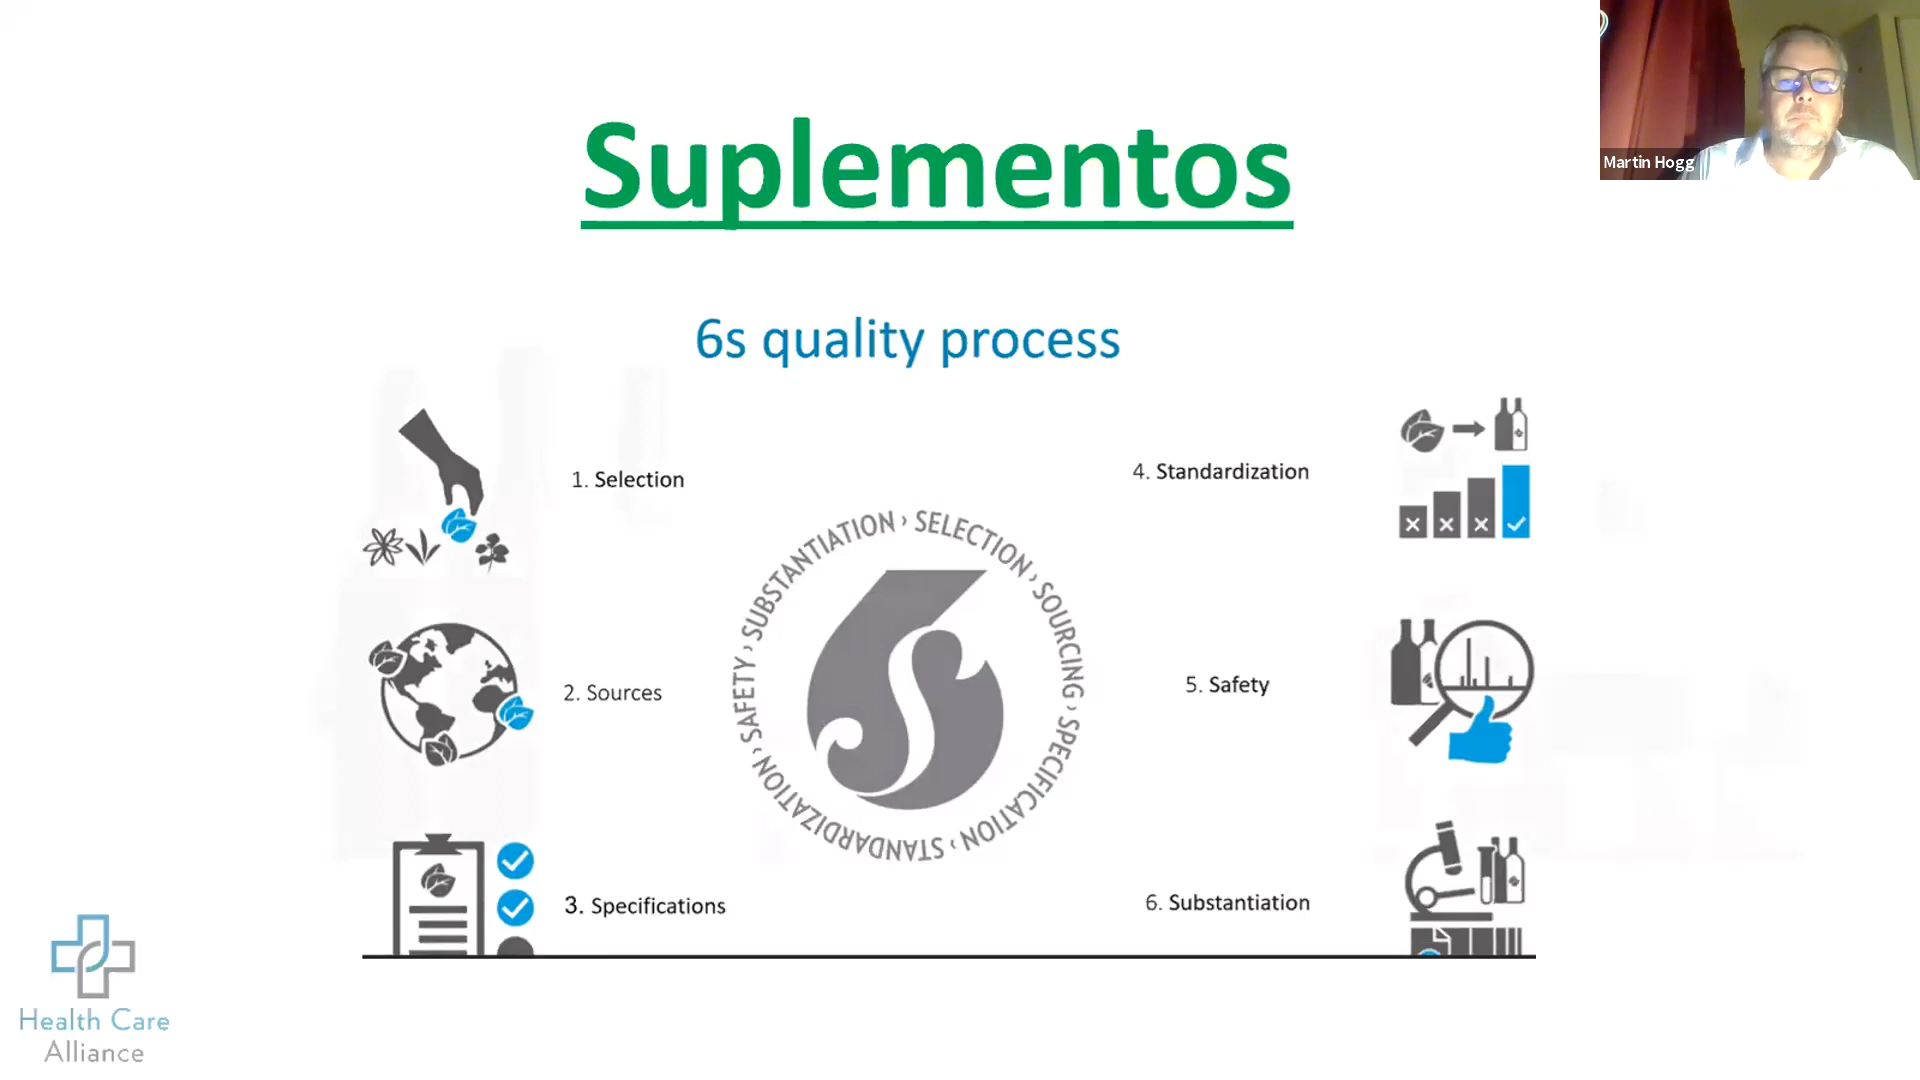 Suplementos
6s quality process
1. Selection
2. Sources
3. Specifications
4. Standardization
5. Safety
6. Substantiation
SELECTION › SOURCING › SPECIFICATION › STANDARDIZATION › SAFETY › SUBSTANTIATION ›
6S
Martin Hogg
Health Care
Alliance